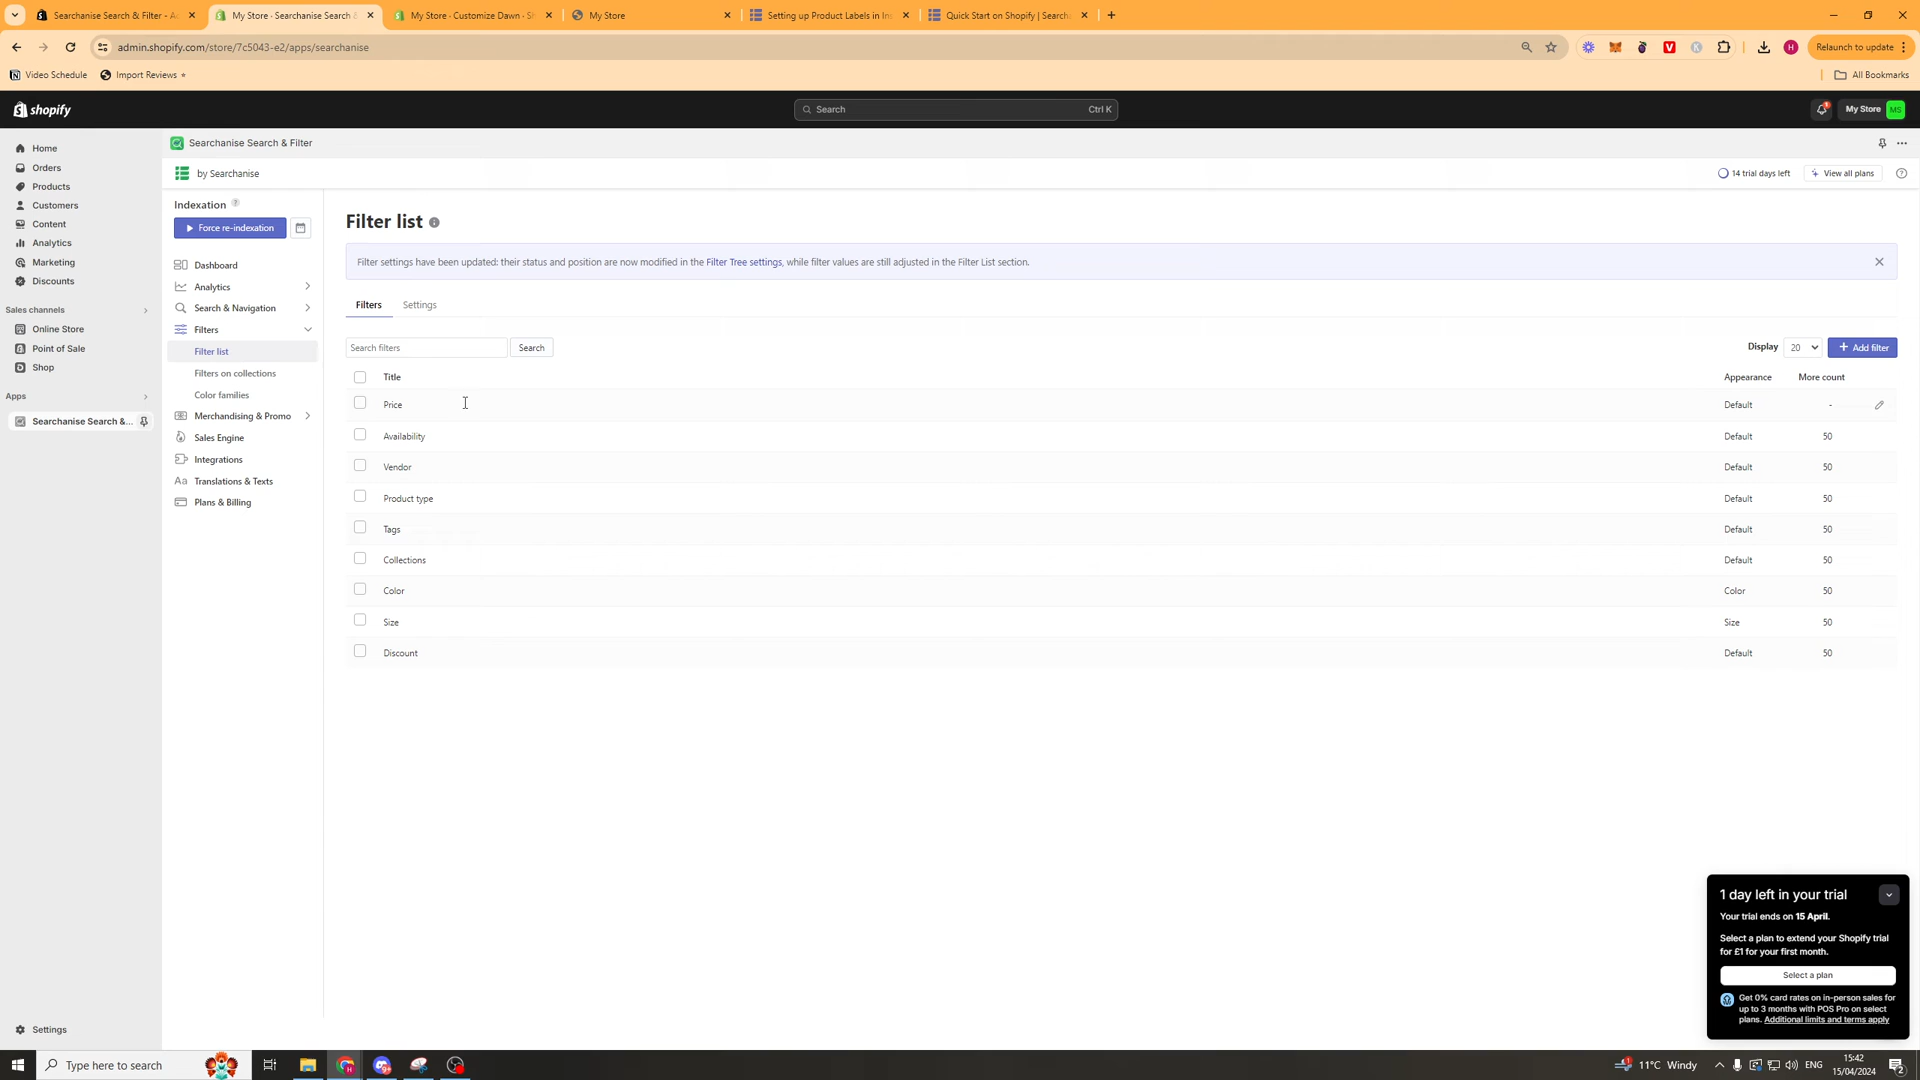 Searchanise Search & Filter - A
My Store · Searchanise Search &
My Store · Customize Dawn · S
My Store
Setting up Product Labels in In
Quick Start on Shopify | Search
admin.shopify.com/store/7c5043-e2/apps/searchanise
H
Relaunch to update
Video Schedule
Import Reviews
All Bookmarks
shopify
Search
Ctrl K
My Store
MS
Home
Orders
Products
Customers
Content
Analytics
Marketing
Discounts
Sales channels
Online Store
Point of Sale
Shop
Apps
Searchanise Search &...
Settings
Searchanise Search & Filter
by Searchanise
14 trial days left
View all plans
Indexation
Force re-indexation
Dashboard
Analytics
Search & Navigation
Filters
Filter list
Filters on collections
Color families
Merchandising & Promo
Sales Engine
Integrations
Translations & Texts
Plans & Billing
Filter list
Filter settings have been updated: their status and position are now modified in the Filter Tree settings, while filter values are still adjusted in the Filter List section.
Filters
Settings
Search filters
Search
Display
20
+ Add filter
Title
Appearance
More count
Price
Default
-
Availability
Default
50
Vendor
Default
50
Product type
Default
50
Tags
Default
50
Collections
Default
50
Color
Color
50
Size
Size
50
Discount
Default
50
1 day left in your trial
Your trial ends on 15 April.
Select a plan to extend your Shopify trial
for £1 for your first month.
Select a plan
Get 0% card rates on in-person sales for
up to 3 months with POS Pro on select
plans. Additional limits and terms apply
Type here to search
11°C Windy
ENG
15:42
15/04/2024